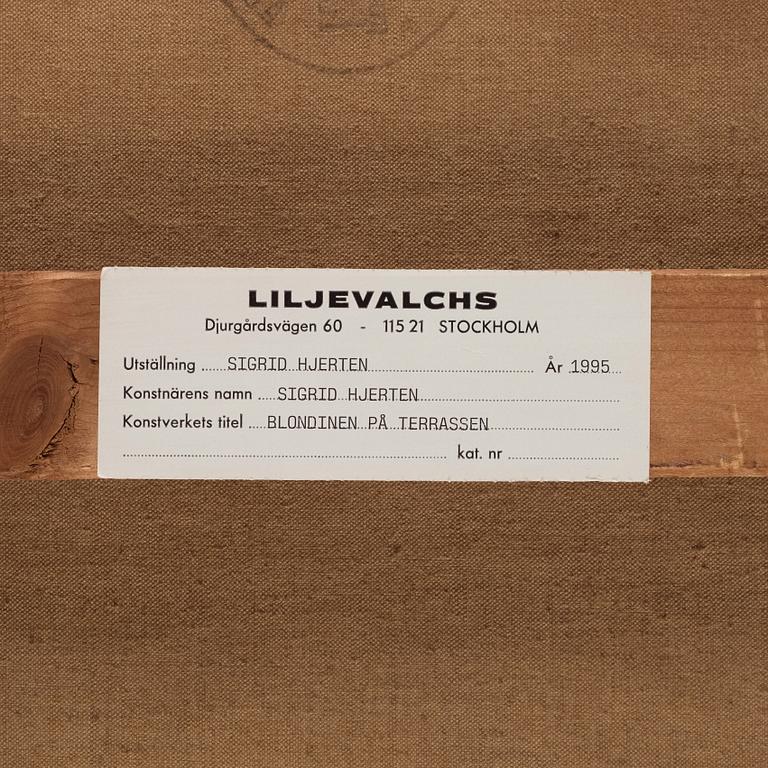 LILJEVALCHS
Djurgårdsvägen 60 - 115 21 STOCKHOLM
Utställning SIGRID HJERTEN År 1995
Konstnärens namn SIGRID HJERTEN
Konstverkets titel BLONDINEN PÅ TERRASSEN
kat. nr